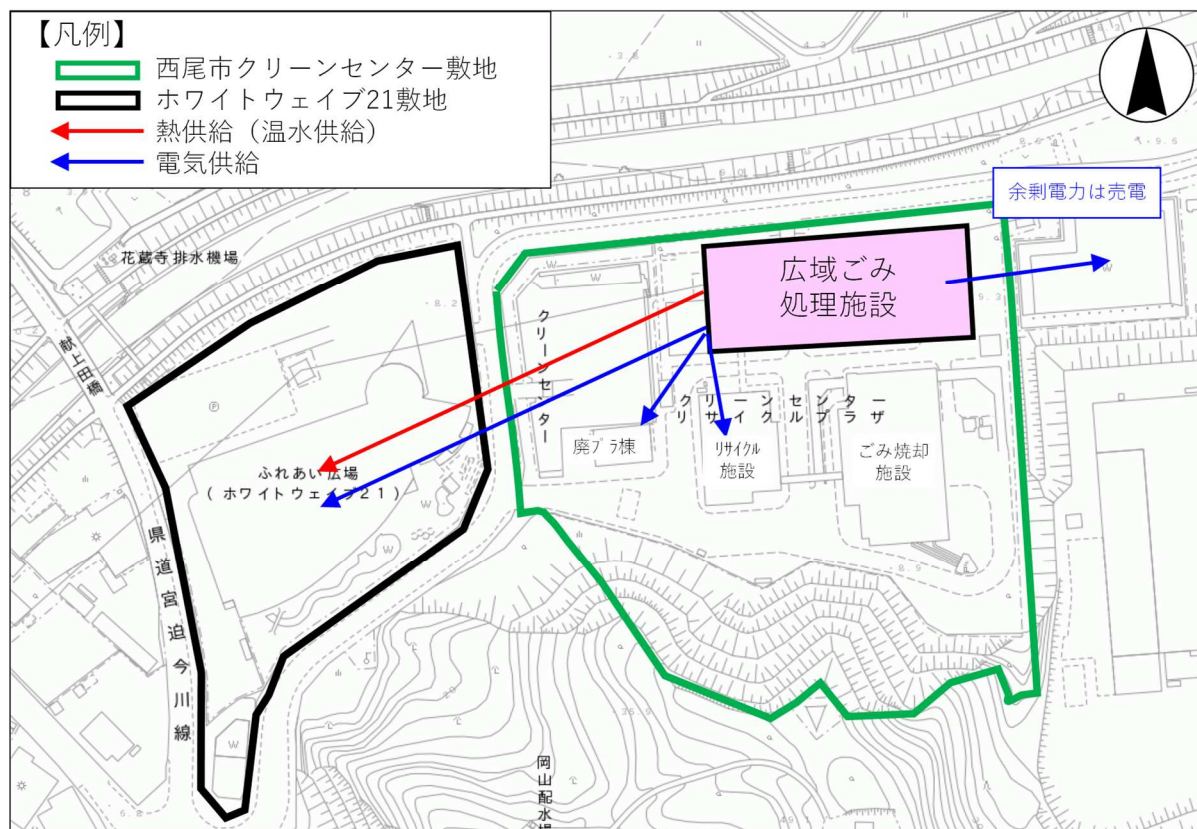 【凡例】
西尾市クリーンセンター敷地
ホワイトウェイブ21敷地
熱供給（温水供給）
電気供給
余剰電力は売電
花蔵寺排水機場
献上田橋
広域ごみ
処理施設
クリーンセンター
クリーンセンター
リサイクルプラザ
廃プラ棟
リサイクル
施設
ごみ焼却
施設
ふれあい広場
（ホワイトウェイブ２１）
県道宮迫今川線
岡山配水場
8.2
8.9